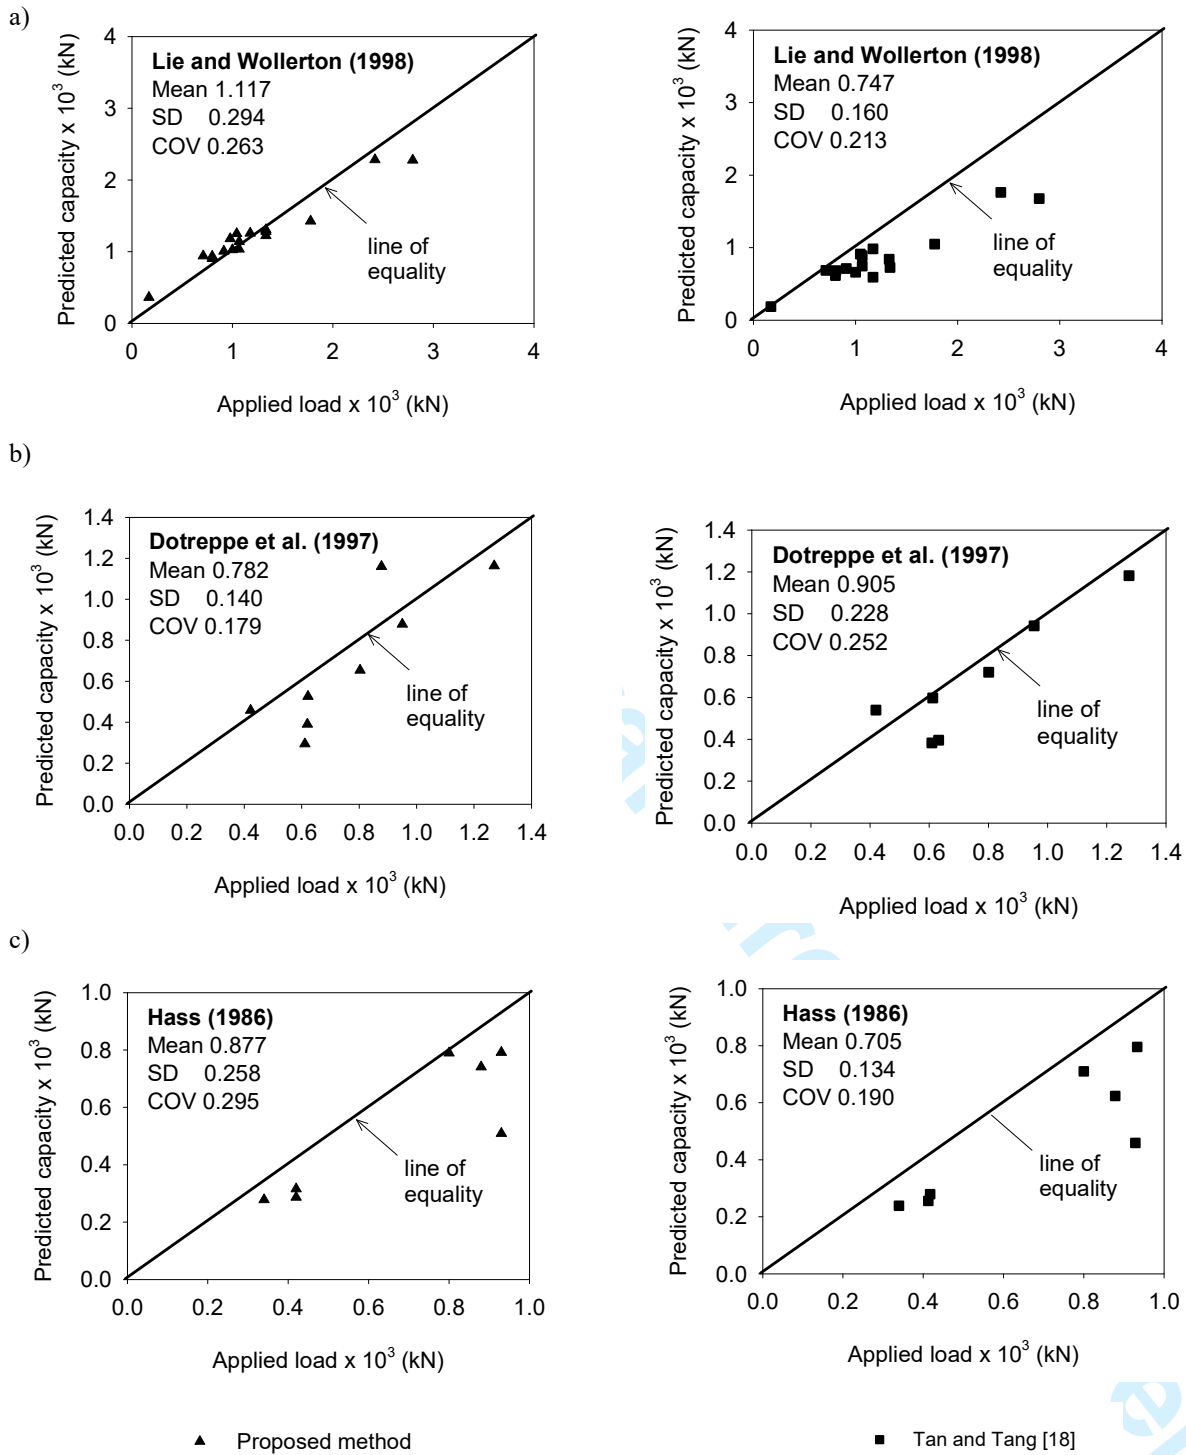 a)
Predicted capacity x 10³ (kN)
4
3
2
1
0
Lie and Wollerton (1998)
Mean 1.117
SD 0.294
COV 0.263
line of
equality
0 1 2 3 4
Applied load x 10³ (kN)
Predicted capacity x 10³ (kN)
4
3
2
1
0
Lie and Wollerton (1998)
Mean 0.747
SD 0.160
COV 0.213
line of
equality
0 1 2 3 4
Applied load x 10³ (kN)
b)
Predicted capacity x 10³ (kN)
1.4
1.2
1.0
0.8
0.6
0.4
0.2
0.0
Dotreppe et al. (1997)
Mean 0.782
SD 0.140
COV 0.179
line of
equality
0.0 0.2 0.4 0.6 0.8 1.0 1.2 1.4
Applied load x 10³ (kN)
Predicted capacity x 10³ (kN)
1.4
1.2
1.0
0.8
0.6
0.4
0.2
0.0
Dotreppe et al. (1997)
Mean 0.905
SD 0.228
COV 0.252
line of
equality
0.0 0.2 0.4 0.6 0.8 1.0 1.2 1.4
Applied load x 10³ (kN)
c)
Predicted capacity x 10³ (kN)
1.0
0.8
0.6
0.4
0.2
0.0
Hass (1986)
Mean 0.877
SD 0.258
COV 0.295
line of
equality
0.0 0.2 0.4 0.6 0.8 1.0
Applied load x 10³ (kN)
Predicted capacity x 10³ (kN)
1.0
0.8
0.6
0.4
0.2
0.0
Hass (1986)
Mean 0.705
SD 0.134
COV 0.190
line of
equality
0.0 0.2 0.4 0.6 0.8 1.0
Applied load x 10³ (kN)
Proposed method
Tan and Tang [18]